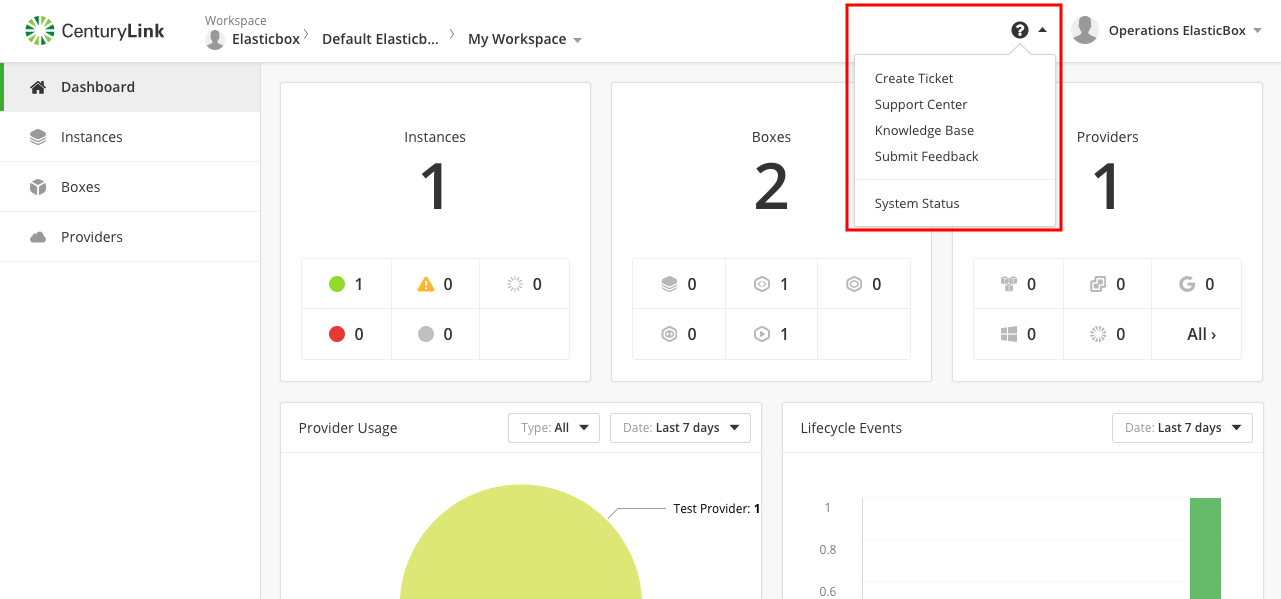 CenturyLink
Workspace
Elasticbox
Default Elasticb...
My Workspace
?
Operations ElasticBox
Create Ticket
Support Center
Knowledge Base
Submit Feedback
System Status
Dashboard
Instances
Boxes
Providers
Instances
1
1 0 0
0 0
Boxes
2
0 1 0
0 1
Providers
1
0 0 0
0 0 All ›
Provider Usage
Type: All
Date: Last 7 days
Test Provider: 1
Lifecycle Events
Date: Last 7 days
1
0.8
0.6